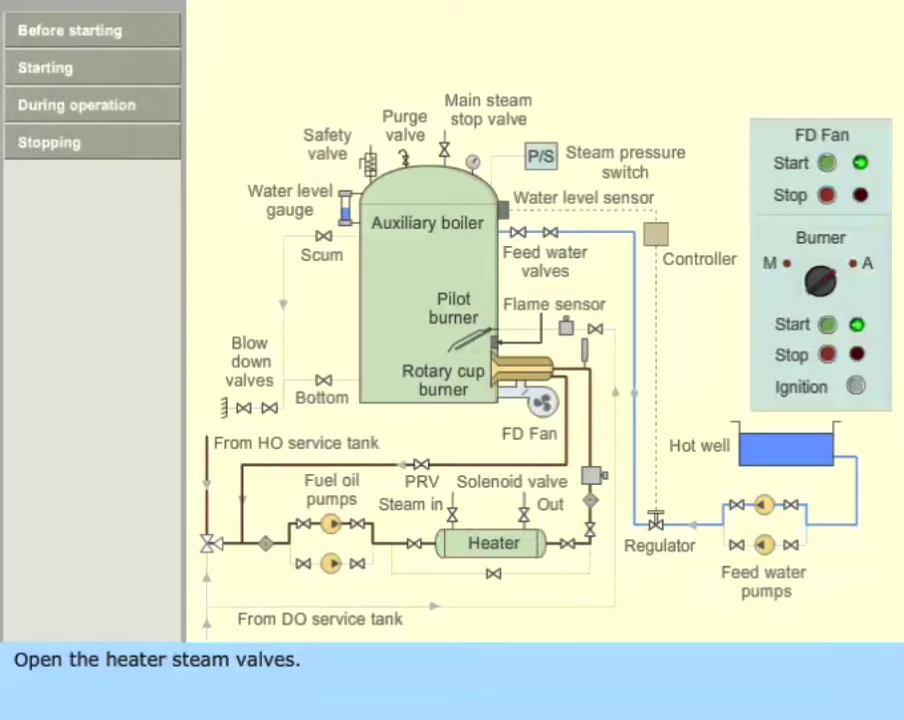 Before starting
Starting
During operation
Stopping
Main steam
stop valve
Purge
valve
Safety
valve
P/S
Steam pressure
switch
Water level
gauge
Water level sensor
Auxiliary boiler
Scum
Feed water
valves
Controller
Pilot
burner
Flame sensor
Blow
down
valves
Rotary cup
burner
Bottom
FD Fan
From HO service tank
PRV
Fuel oil
pumps
Solenoid valve
Steam in
Out
Heater
Hot well
Regulator
Feed water
pumps
From DO service tank
FD Fan
Start
Stop
Burner
M
A
Start
Stop
Ignition
Open the heater steam valves.